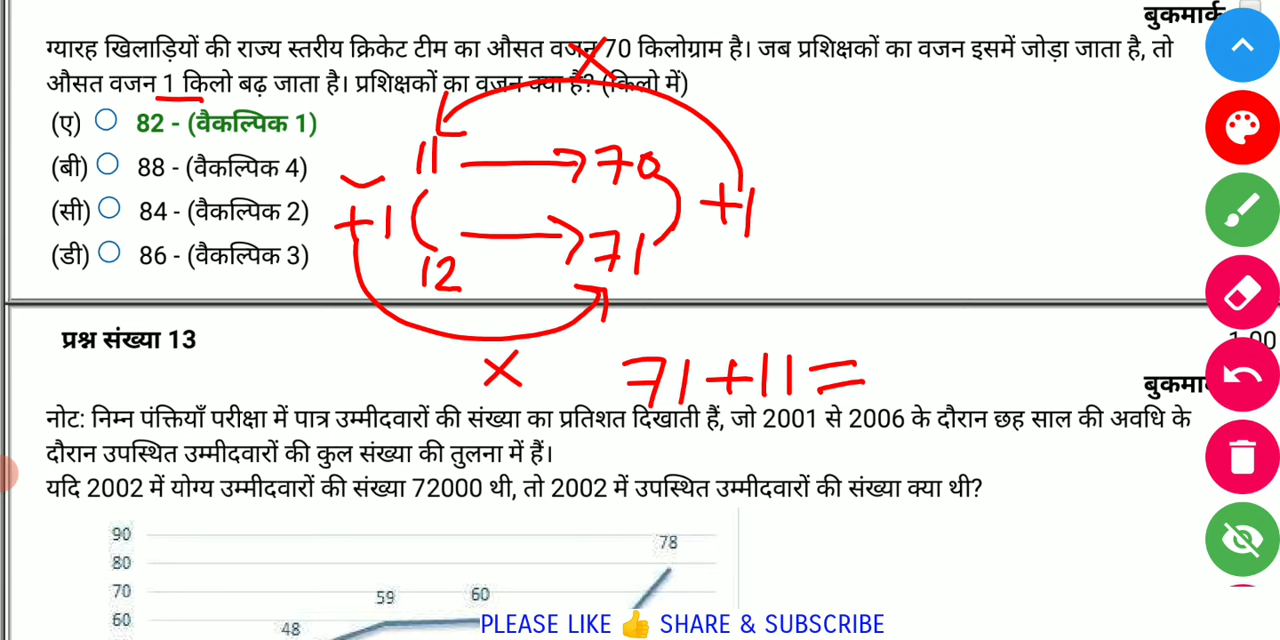 बुकमार्क
ग्यारह खिलाड़ियों की राज्य स्तरीय क्रिकेट टीम का औसत वजन 70 किलोग्राम है। जब प्रशिक्षकों का वजन इसमें जोड़ा जाता है, तो
औसत वजन 1 किलो बढ़ जाता है। प्रशिक्षकों का वजन क्या है? (किलो में)
(ए) 82 - (वैकल्पिक 1)
(बी) 88 - (वैकल्पिक 4)
(सी) 84 - (वैकल्पिक 2)
(डी) 86 - (वैकल्पिक 3)
11 70
+1 +1
12 71
प्रश्न संख्या 13
71+11=
नोट: निम्न पंक्तियाँ परीक्षा में पात्र उम्मीदवारों की संख्या का प्रतिशत दिखाती हैं, जो 2001 से 2006 के दौरान छह साल की अवधि के
दौरान उपस्थित उम्मीदवारों की कुल संख्या की तुलना में हैं।
यदि 2002 में योग्य उम्मीदवारों की संख्या 72000 थी, तो 2002 में उपस्थित उम्मीदवारों की संख्या क्या थी?
90
78
80
70
59 60
60
48
PLEASE LIKE 👍 SHARE & SUBSCRIBE